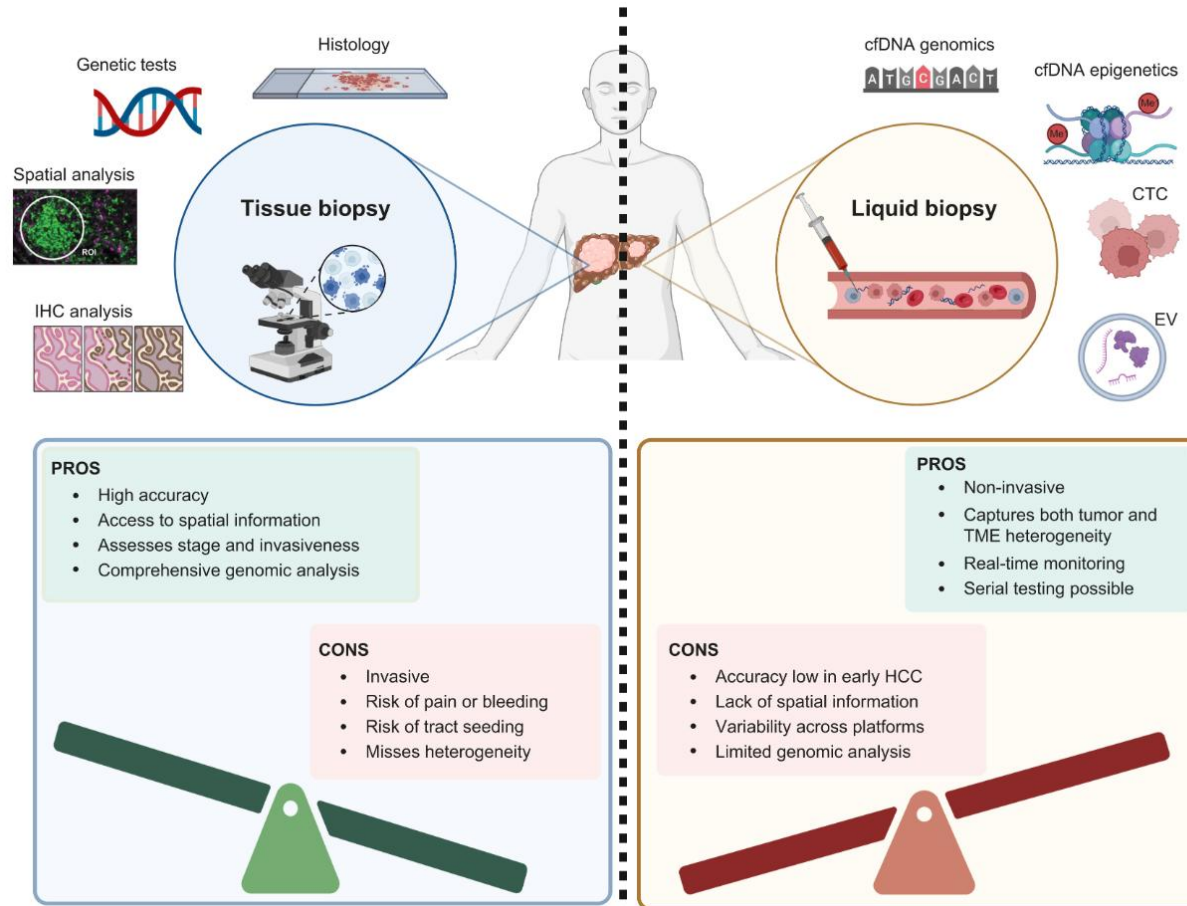 Histology
Genetic tests
Spatial analysis
ROI
IHC analysis
Tissue biopsy
cfDNA genomics
A T G C G A C T
cfDNA epigenetics
Me
Me
CTC
EV
Liquid biopsy
PROS
• High accuracy
• Access to spatial information
• Assesses stage and invasiveness
• Comprehensive genomic analysis
CONS
• Invasive
• Risk of pain or bleeding
• Risk of tract seeding
• Misses heterogeneity
PROS
• Non-invasive
• Captures both tumor and
TME heterogeneity
• Real-time monitoring
• Serial testing possible
CONS
• Accuracy low in early HCC
• Lack of spatial information
• Variability across platforms
• Limited genomic analysis